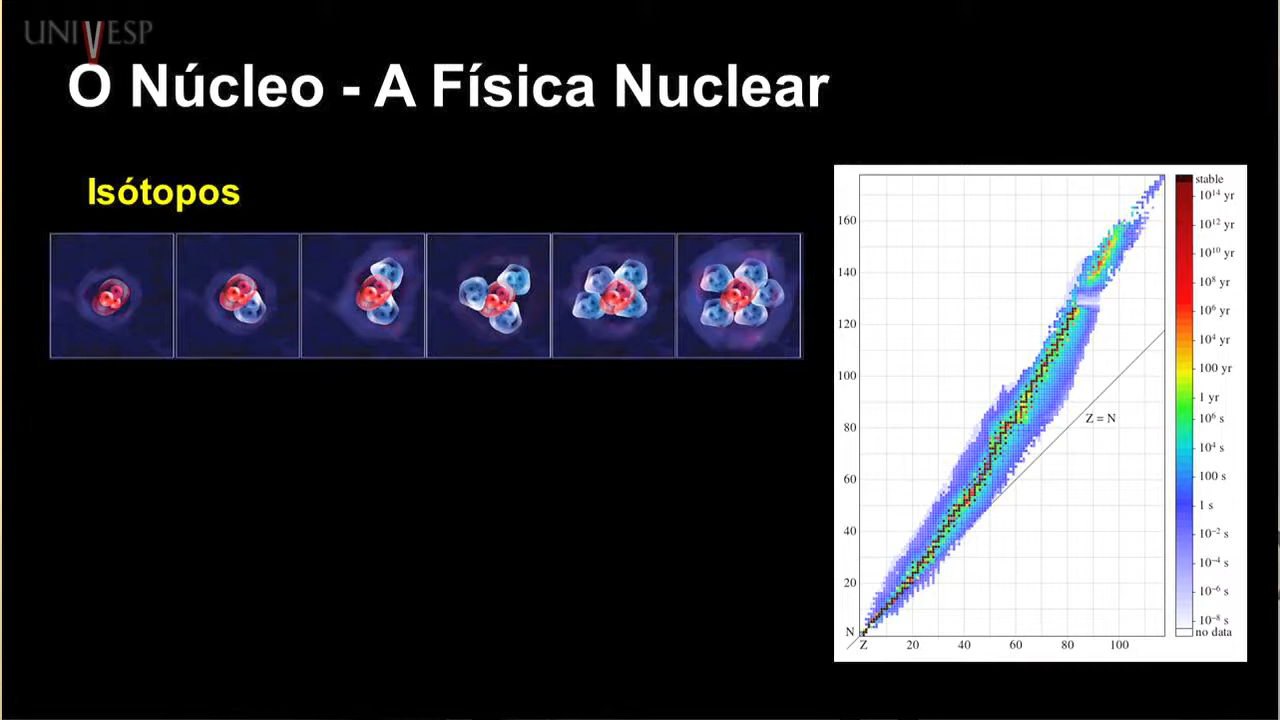 UNIVESP
O Núcleo - A Física Nuclear
Isótopos
stable
10¹⁴ yr
10¹² yr
10¹⁰ yr
10⁸ yr
10⁶ yr
10⁴ yr
100 yr
1 yr
10⁶ s
10⁴ s
100 s
1 s
10⁻² s
10⁻⁴ s
10⁻⁶ s
10⁻⁸ s
no data
160
140
120
100
80
60
40
20
N
Z = N
Z 20 40 60 80 100